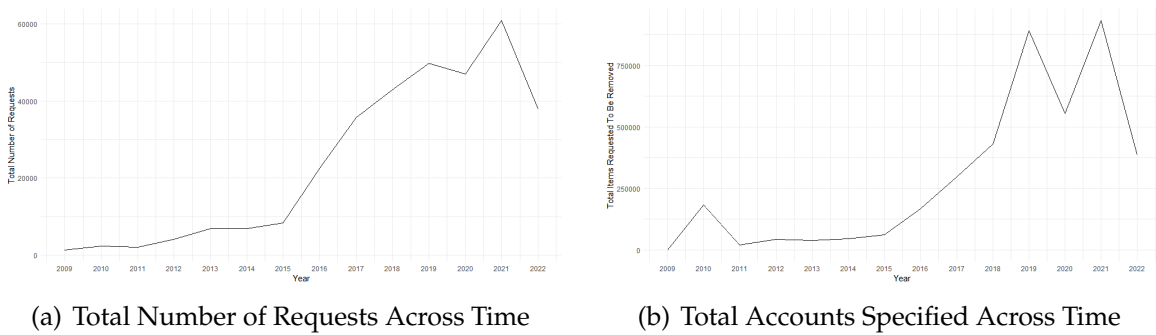 60000
40000
20000
0
Total Number of Requests
2009 2010 2011 2012 2013 2014 2015 2016 2017 2018 2019 2020 2021 2022
Year
(a) Total Number of Requests Across Time
750000
500000
250000
0
Total Items Requested To Be Removed
2009 2010 2011 2012 2013 2014 2015 2016 2017 2018 2019 2020 2021 2022
Year
(b) Total Accounts Specified Across Time